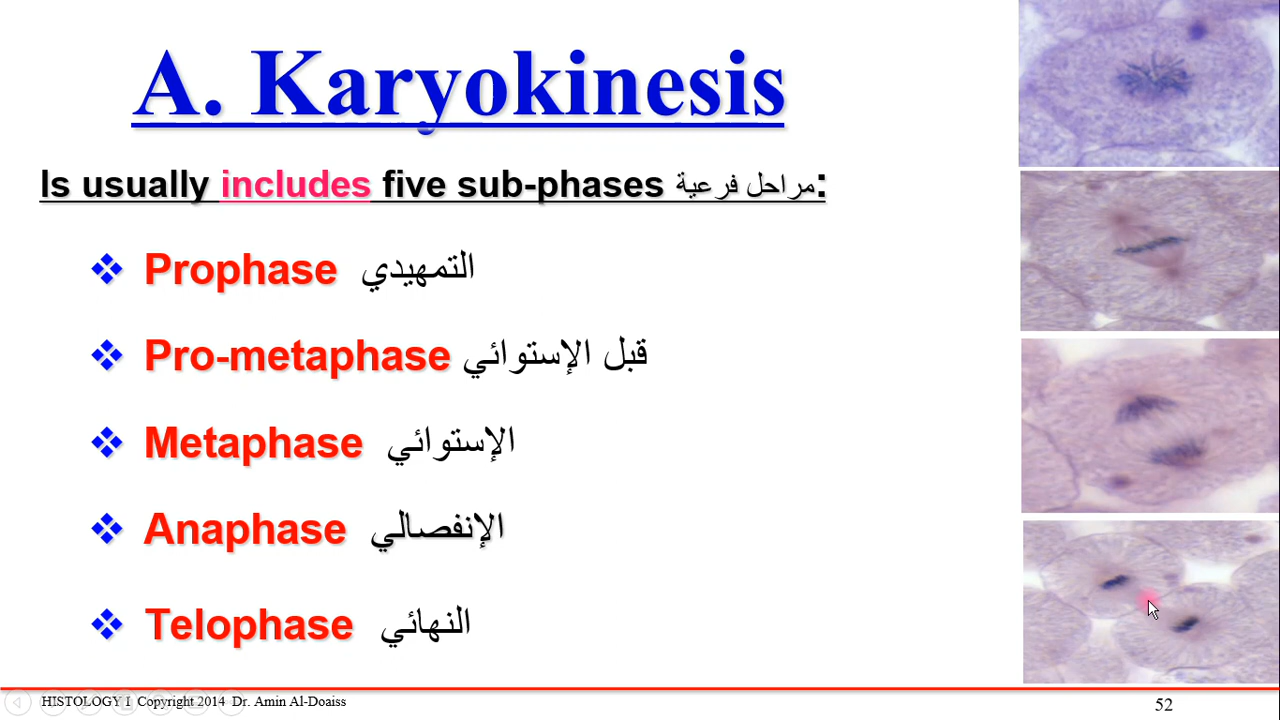 A. Karyokinesis
Is usually includes five sub-phases مراحل فرعية:
❖ Prophase التمهيدي
❖ Pro-metaphase قبل الإستوائي
❖ Metaphase الإستوائي
❖ Anaphase الإنفصالي
❖ Telophase النهائي
HISTOLOGY I Copyright 2014 Dr. Amin Al-Doaiss
52